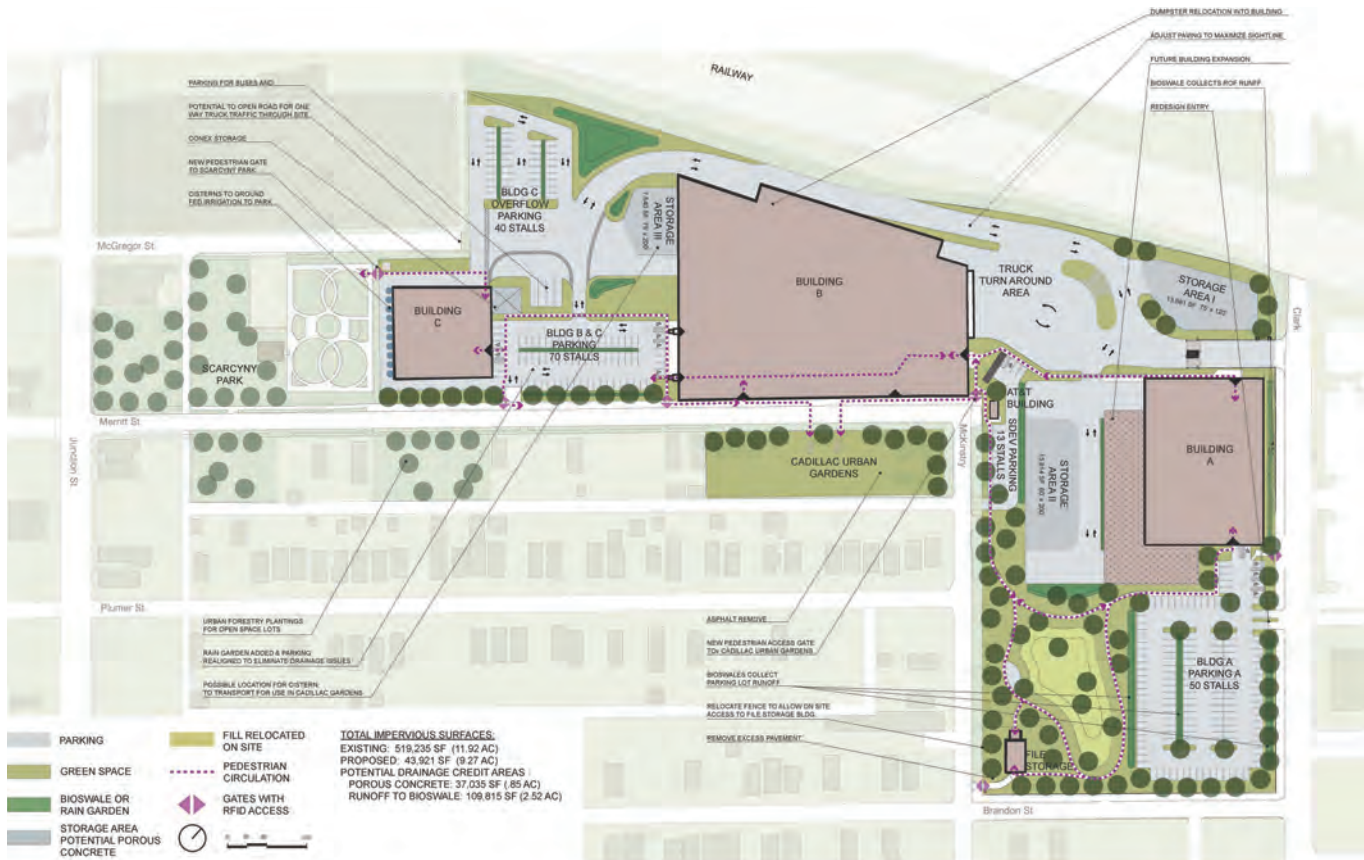 DUMPSTER RELOCATION INTO BUILDING
ADJUST PAVING TO MAXIMIZE SIGHTLINE
FUTURE BUILDING EXPANSION
BIOSWALE COLLECTS ROF RUNFF
REDESIGN ENTRY
RAILWAY
PARKING FOR BUSES AND
POTENTIAL TO OPEN ROAD FOR ONE
WAY TRUCK TRAFFIC THROUGH SITE
CONEX STORAGE
NEW PEDESTRIAN GATE
TO SCARCYNY PARK
CISTERNS TO GROUND
FED IRRIGATION TO PARK
BLDG C
OVERFLOW
PARKING
40 STALLS
STORAGE
AREA III
McGregor St.
BUILDING
C
BLDG B & C
PARKING
70 STALLS
BUILDING
B
TRUCK
TURN AROUND
AREA
STORAGE
AREA I
Clark
SCARCYNY
PARK
Merritt St.
Junction St.
McKinstry
AT&T
BUILDING
SDEV PARKING
13 STALLS
STORAGE
AREA II
BUILDING
A
CADILLAC URBAN
GARDENS
Plumer St.
URBAN FORESTRY PLANTINGS
FOR OPEN SPACE LOTS
RAIN GARDEN ADDED & PARKING
REALIGNED TO ELIMINATE DRAINAGE ISSUES
POSSIBLE LOCATION FOR CISTERN
TO TRANSPORT FOR USE IN CADILLAC GARDENS
ASPHALT REMOVE
NEW PEDESTRIAN ACCESS GATE
TOv CADILLAC URBAN GARDENS
BIOSWALES COLLECT
PARKING LOT RUNOFF
RELOCATE FENCE TO ALLOW ON SITE
ACCESS TO FILE STORAGE BLDG.
REMOVE EXCESS PAVEMENT
BLDG A
PARKING A
50 STALLS
FILE
STORAGE
Brandon St
PARKING
GREEN SPACE
BIOSWALE OR
RAIN GARDEN
STORAGE AREA
POTENTIAL POROUS
CONCRETE
FILL RELOCATED
ON SITE
PEDESTRIAN
CIRCULATION
GATES WITH
RFID ACCESS
TOTAL IMPERVIOUS SURFACES:
EXISTING: 519,235 SF (11.92 AC)
PROPOSED: 43,921 SF (9.27 AC)
POTENTIAL DRAINAGE CREDIT AREAS
POROUS CONCRETE: 37,035 SF (.85 AC)
RUNOFF TO BIOSWALE: 109,815 SF (2.52 AC)